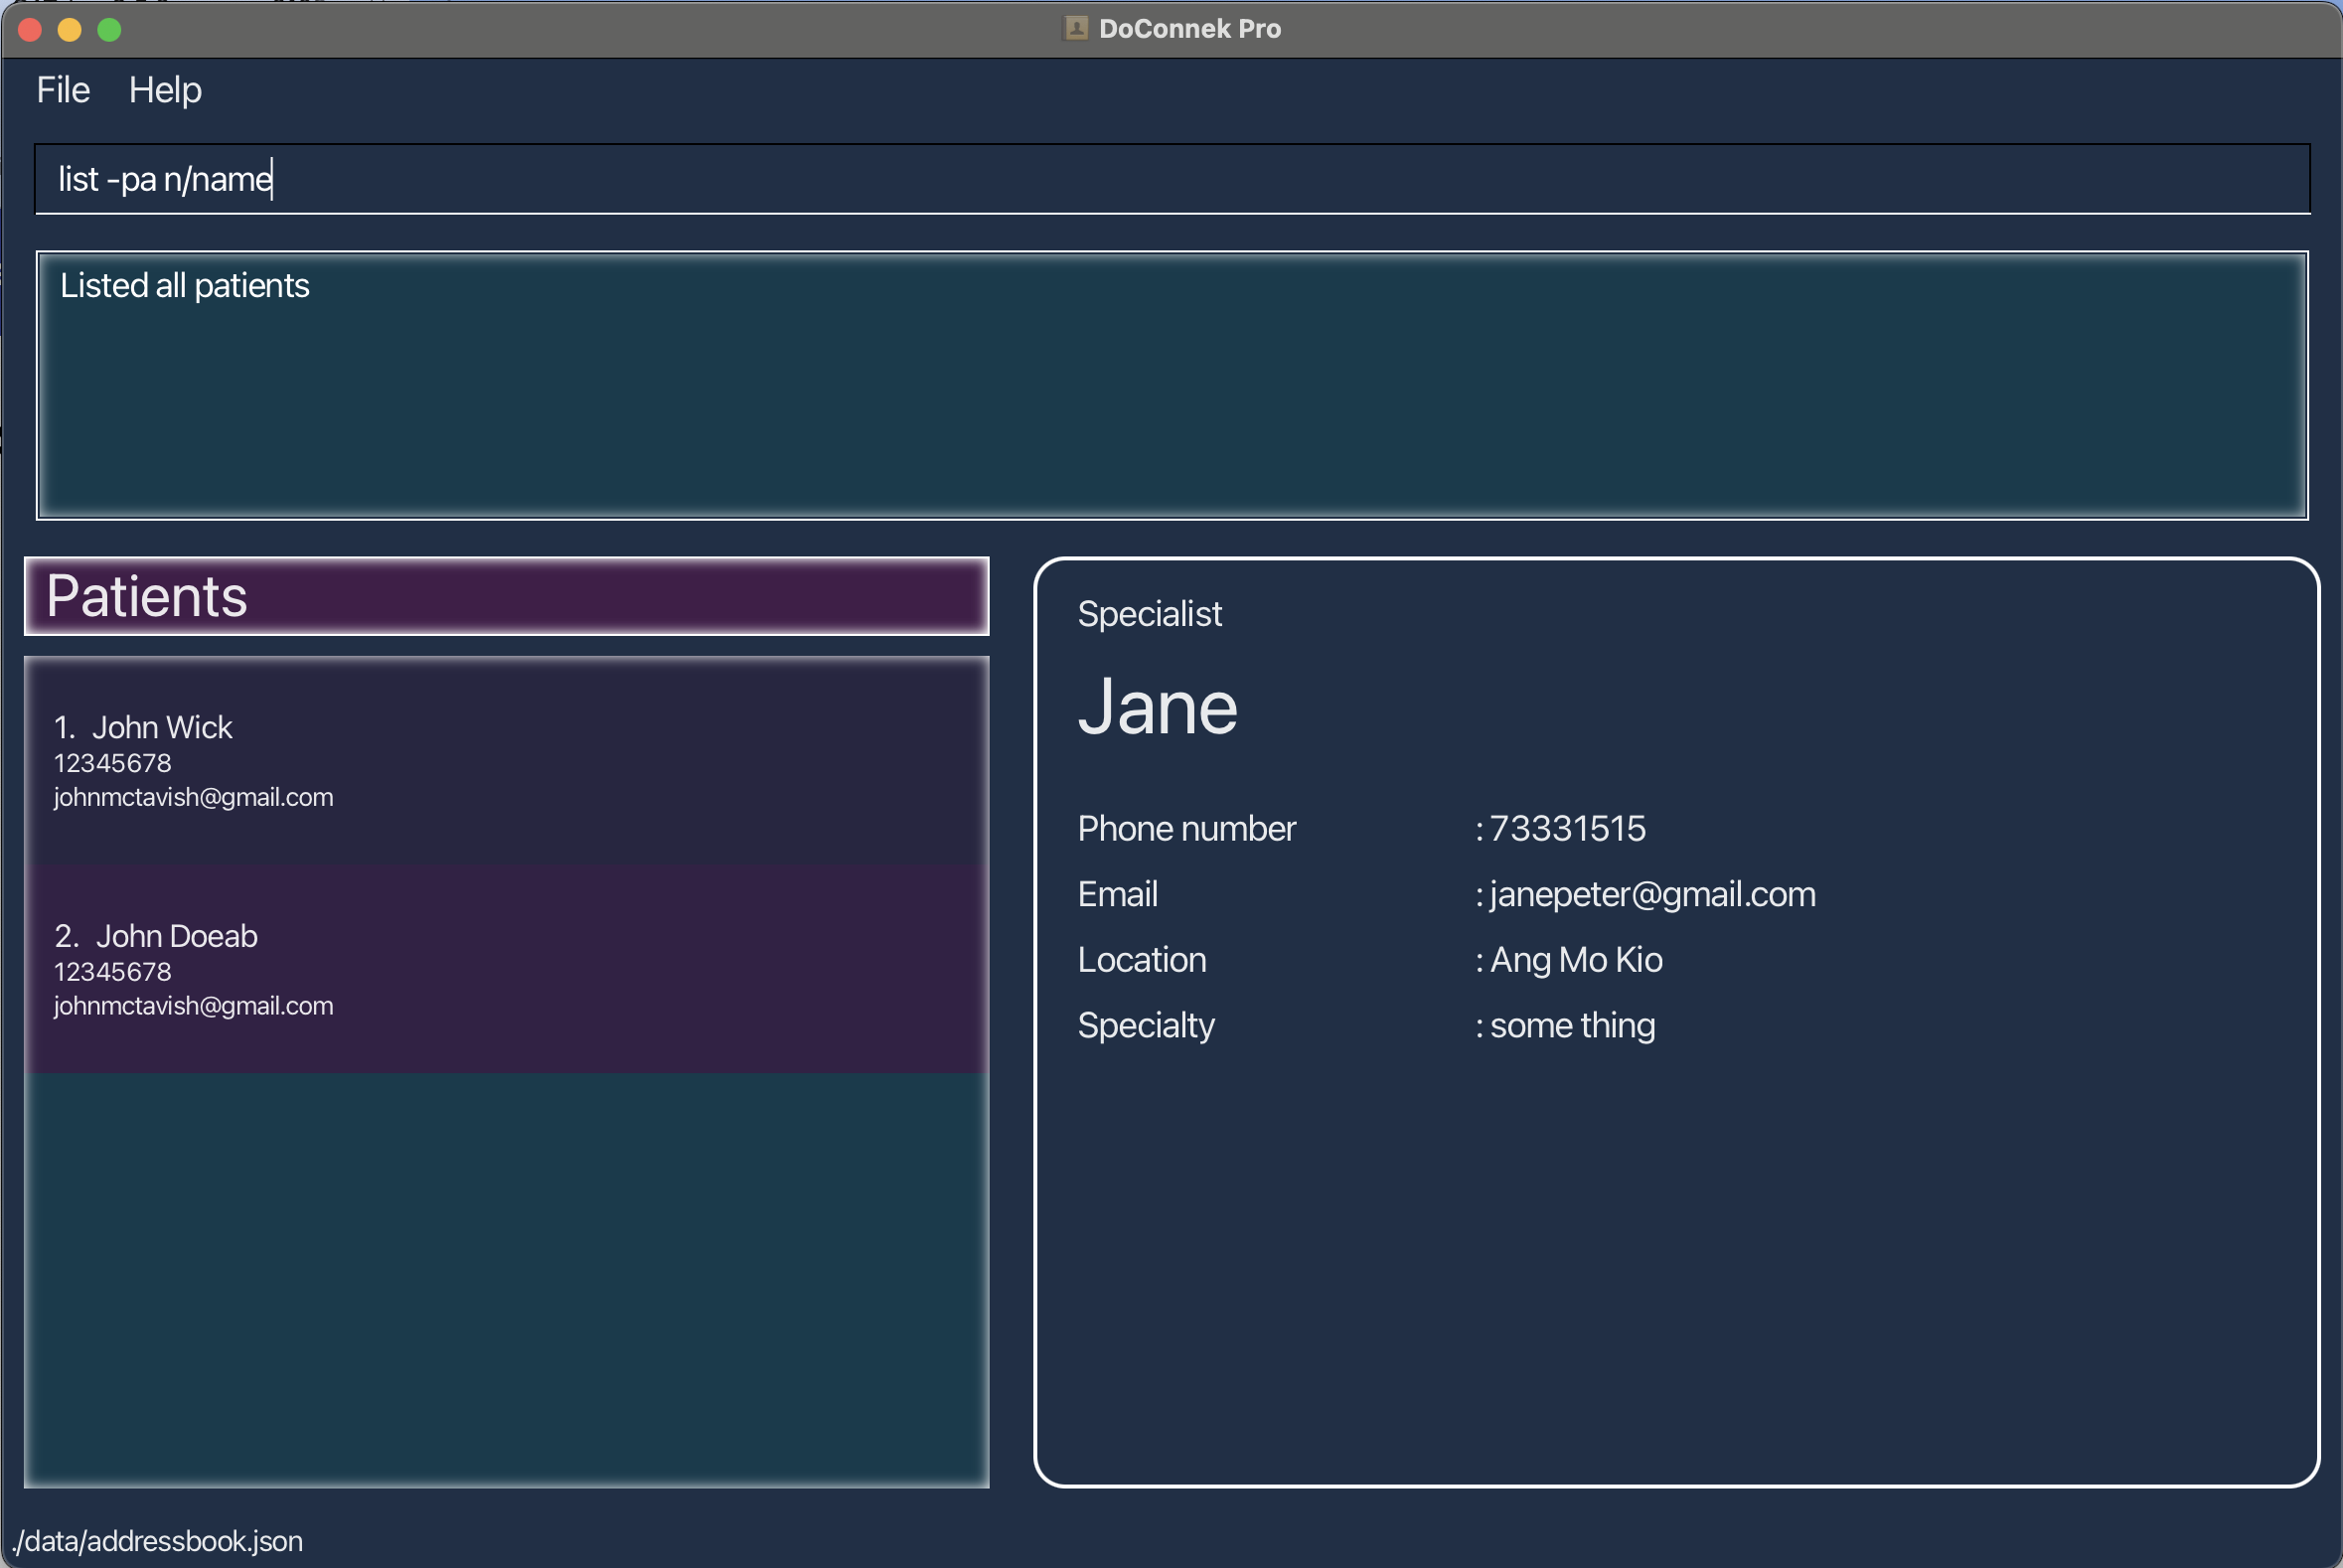 DoConnek Pro
File Help
list -pa n/name
Listed all patients
Patients
1. John Wick
12345678
johnmctavish@gmail.com
2. John Doeab
12345678
johnmctavish@gmail.com
Specialist
Jane
Phone number : 73331515
Email : janepeter@gmail.com
Location : Ang Mo Kio
Specialty : some thing
./data/addressbook.json